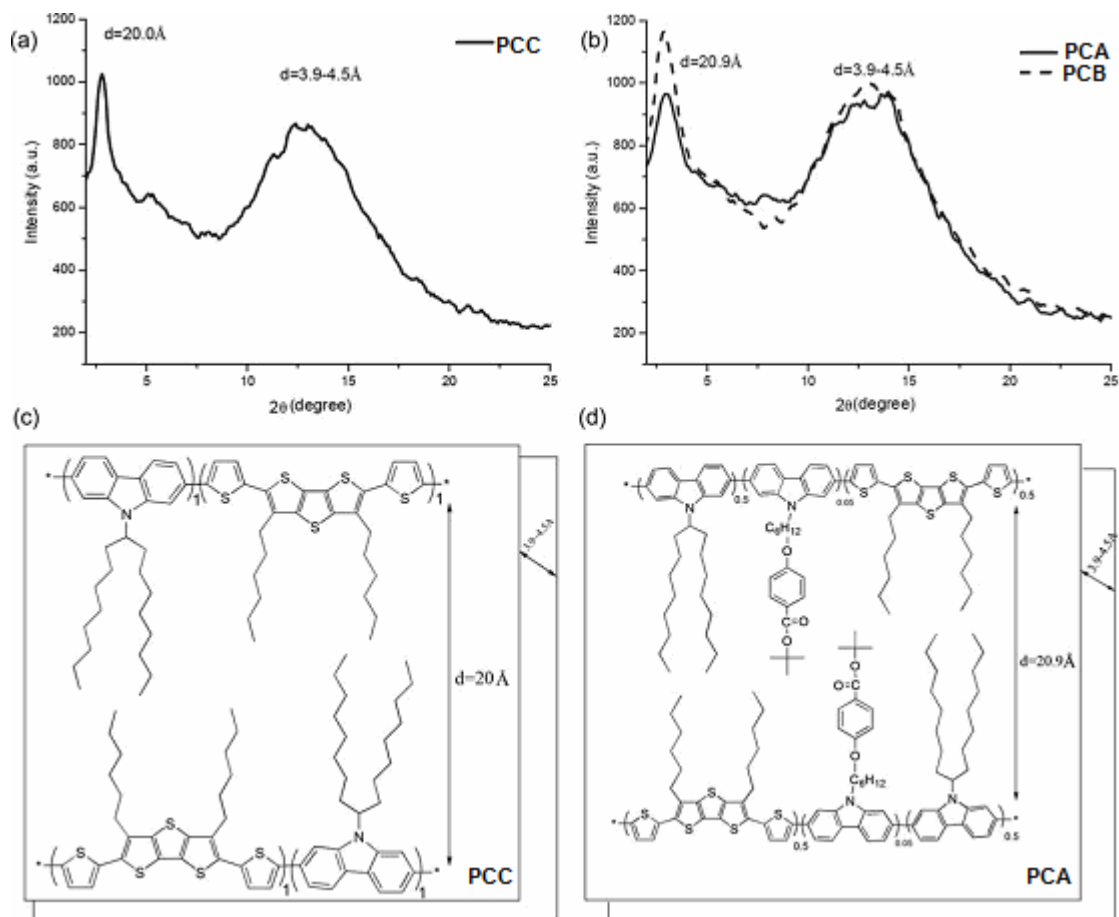 (a)
d=20.0Å
d=3.9-4.5Å
PCC
1200
1000
800
600
400
200
Intensity (a.u.)
5
10
15
20
25
2θ(degree)
(b)
d=20.9Å
d=3.9-4.5Å
PCA
PCB
1200
1000
800
600
400
200
Intensity (a.u.)
5
10
15
20
25
2θ (degree)
(c)
* 1 S S S S S 1 *
N
3.9-4.5Å
d=20 Å
N
* S S S S S 1 1 *
PCC
(d)
* 0.5 0.05 S S S S S 0.5 *
N N
C6H12
O
3.9-4.5Å
C=O
O
d=20.9Å
O
O=C
O
C6H12
N N
* S S S S S 0.5 0.05 0.5 *
PCA